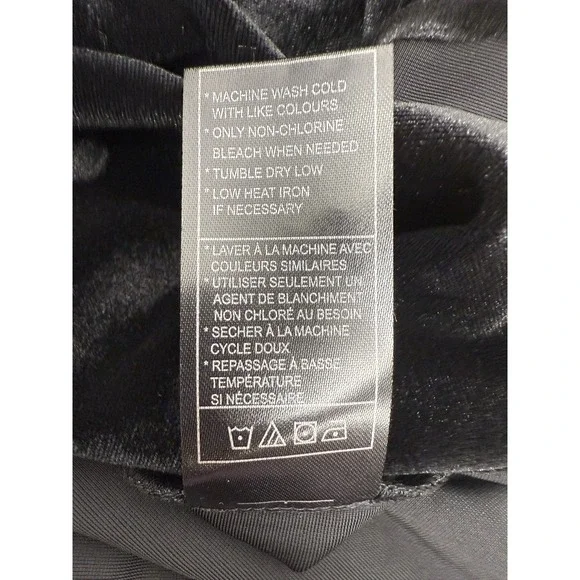 * MACHINE WASH COLD
WITH LIKE COLOURS
* ONLY NON-CHLORINE
BLEACH WHEN NEEDED
* TUMBLE DRY LOW
* LOW HEAT IRON
IF NECESSARY
* LAVER À LA MACHINE AVEC
COULEURS SIMILAIRES
* UTILISER SEULEMENT UN
AGENT DE BLANCHIMENT
NON CHLORÉ AU BESOIN
* SECHER À LA MACHINE
CYCLE DOUX
* REPASSAGE À BASSE
TEMPÉRATURE
SI NÉCESSAIRE